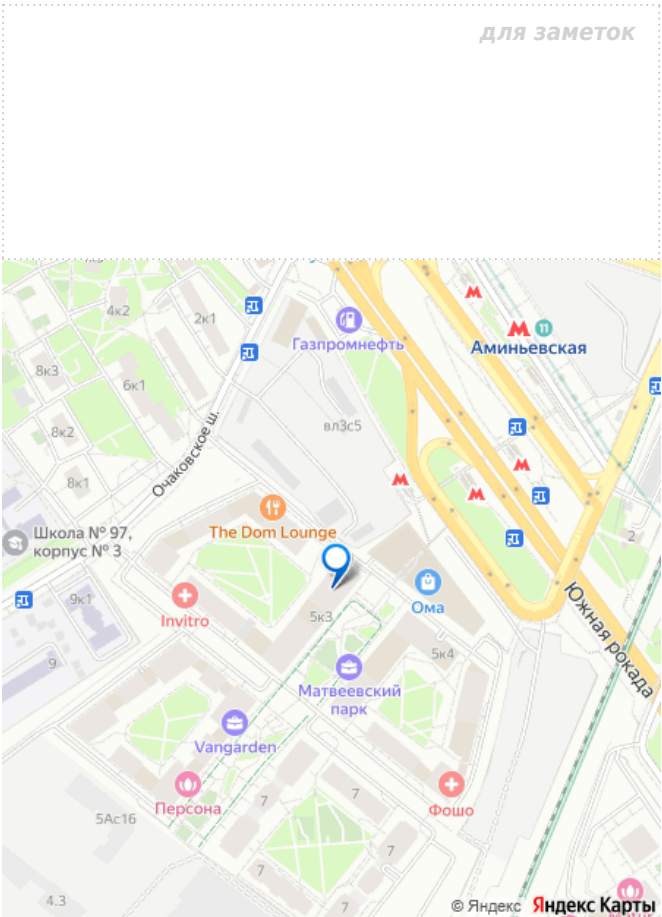 для заметок
4к2
2к1
Газпромнефть
11
Аминьевская
8к3
6к1
8к2
вл3с5
Очаковское ш.
8к1
The Dom Lounge
Школа № 97,
корпус № 3
2
9к1
Invitro
Ома
5к3
Южная рокада
5к4
9
Матвеевский
парк
Vangarden
Персона
7
7
Фошо
5Ас16
7
7
7
4.3
© Яндекс Яндекс Карты